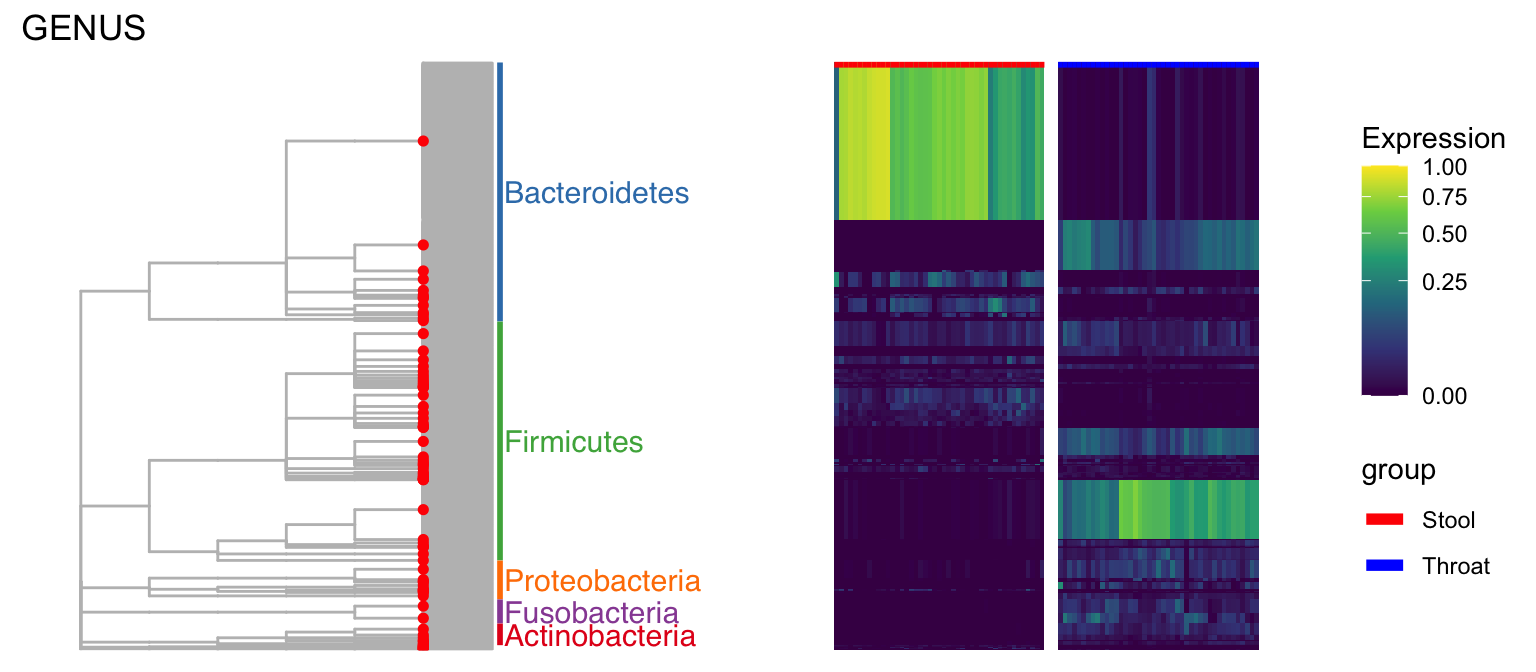 GENUS
Bacteroidetes
Firmicutes
Proteobacteria
Fusobacteria
Actinobacteria
Expression
1.00
0.75
0.50
0.25
0.00
group
Stool
Throat